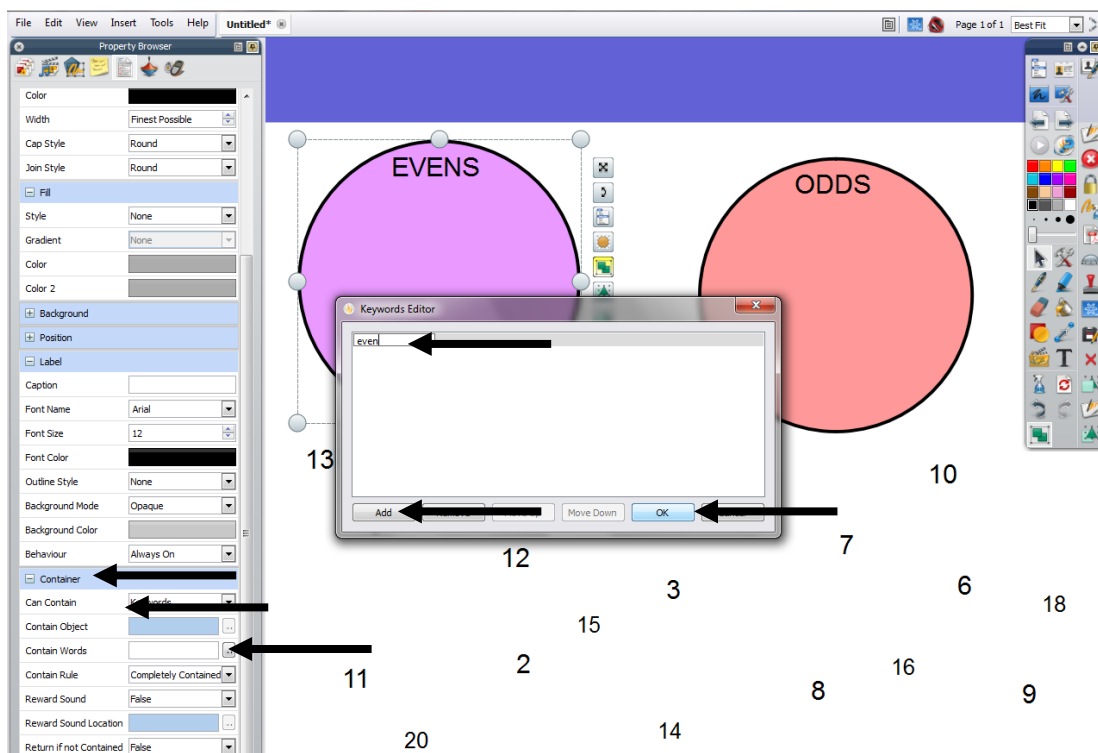 File Edit View Insert Tools Help Untitled* Page 1 of 1 Best Fit
Property Browser
Color
Width Finest Possible
Cap Style Round
Join Style Round
Fill
Style None
Gradient None
Color
Color 2
Background
Position
Label
Caption
Font Name Arial
Font Size 12
Font Color
Outline Style None
Background Mode Opaque
Background Color
Behaviour Always On
Container
Can Contain Keywords
Contain Object
Contain Words
Contain Rule Completely Contained
Reward Sound False
Reward Sound Location
Return if not Contained False
EVENS
ODDS
Keywords Editor
even
Add Move Down OK
13
10
12
7
3
6
18
15
2
16
11
8
9
14
20